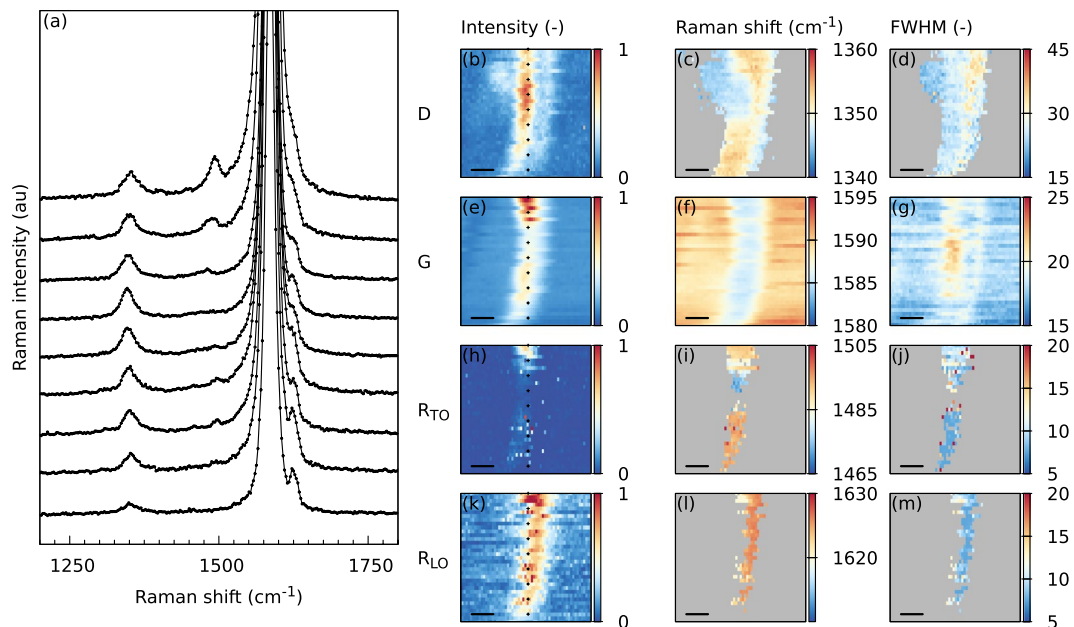 (a)
Raman intensity (au)
1250 1500 1750
Raman shift (cm⁻¹)
Intensity (-) Raman shift (cm⁻¹) FWHM (-)
D
(b) 1 0
(c) 1360 1350 1340
(d) 45 30 15
G
(e) 1 0
(f) 1595 1590 1585 1580
(g) 25 20 15
R_TO
(h) 1 0
(i) 1505 1485 1465
(j) 20 15 10 5
R_LO
(k) 1 0
(l) 1630 1620
(m) 20 15 10 5